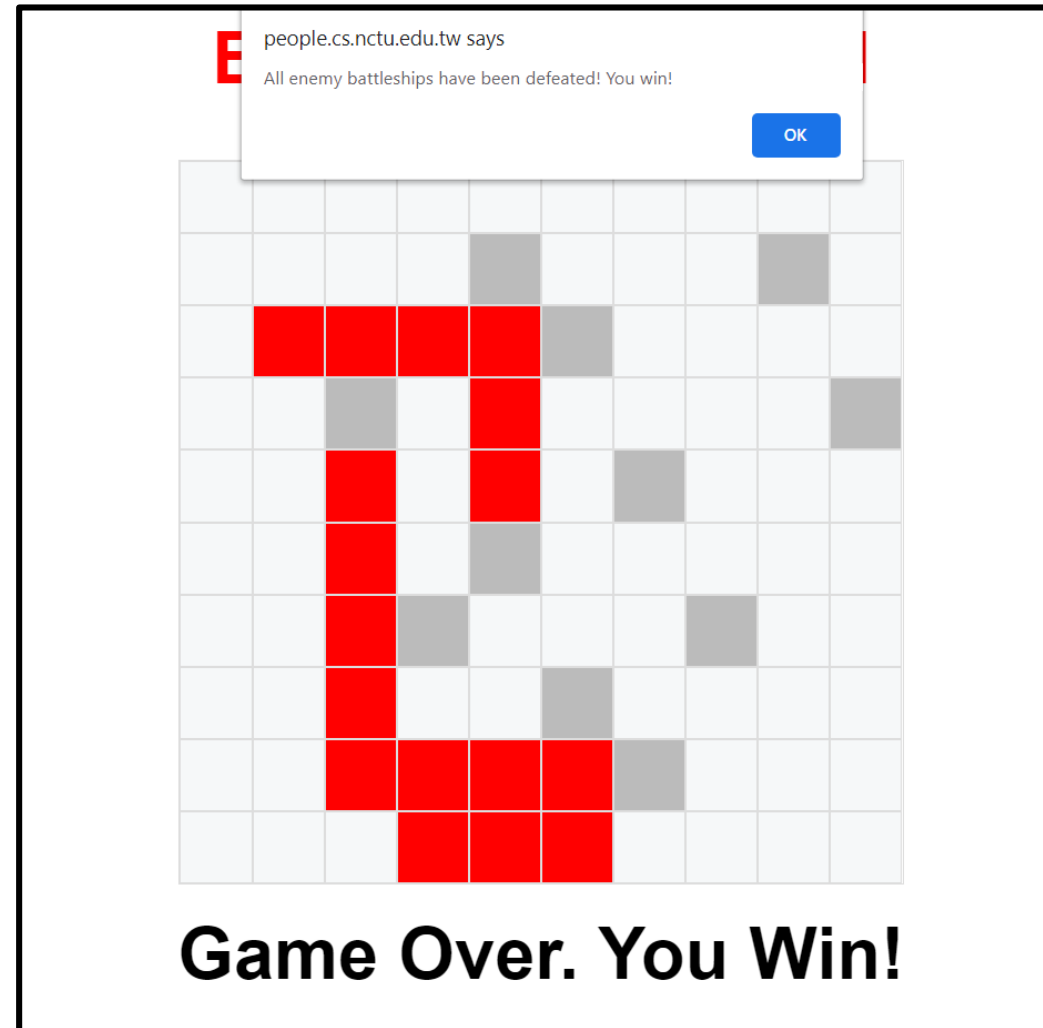 people.cs.nctu.edu.tw says
All enemy battleships have been defeated! You win!
OK
Game Over. You Win!